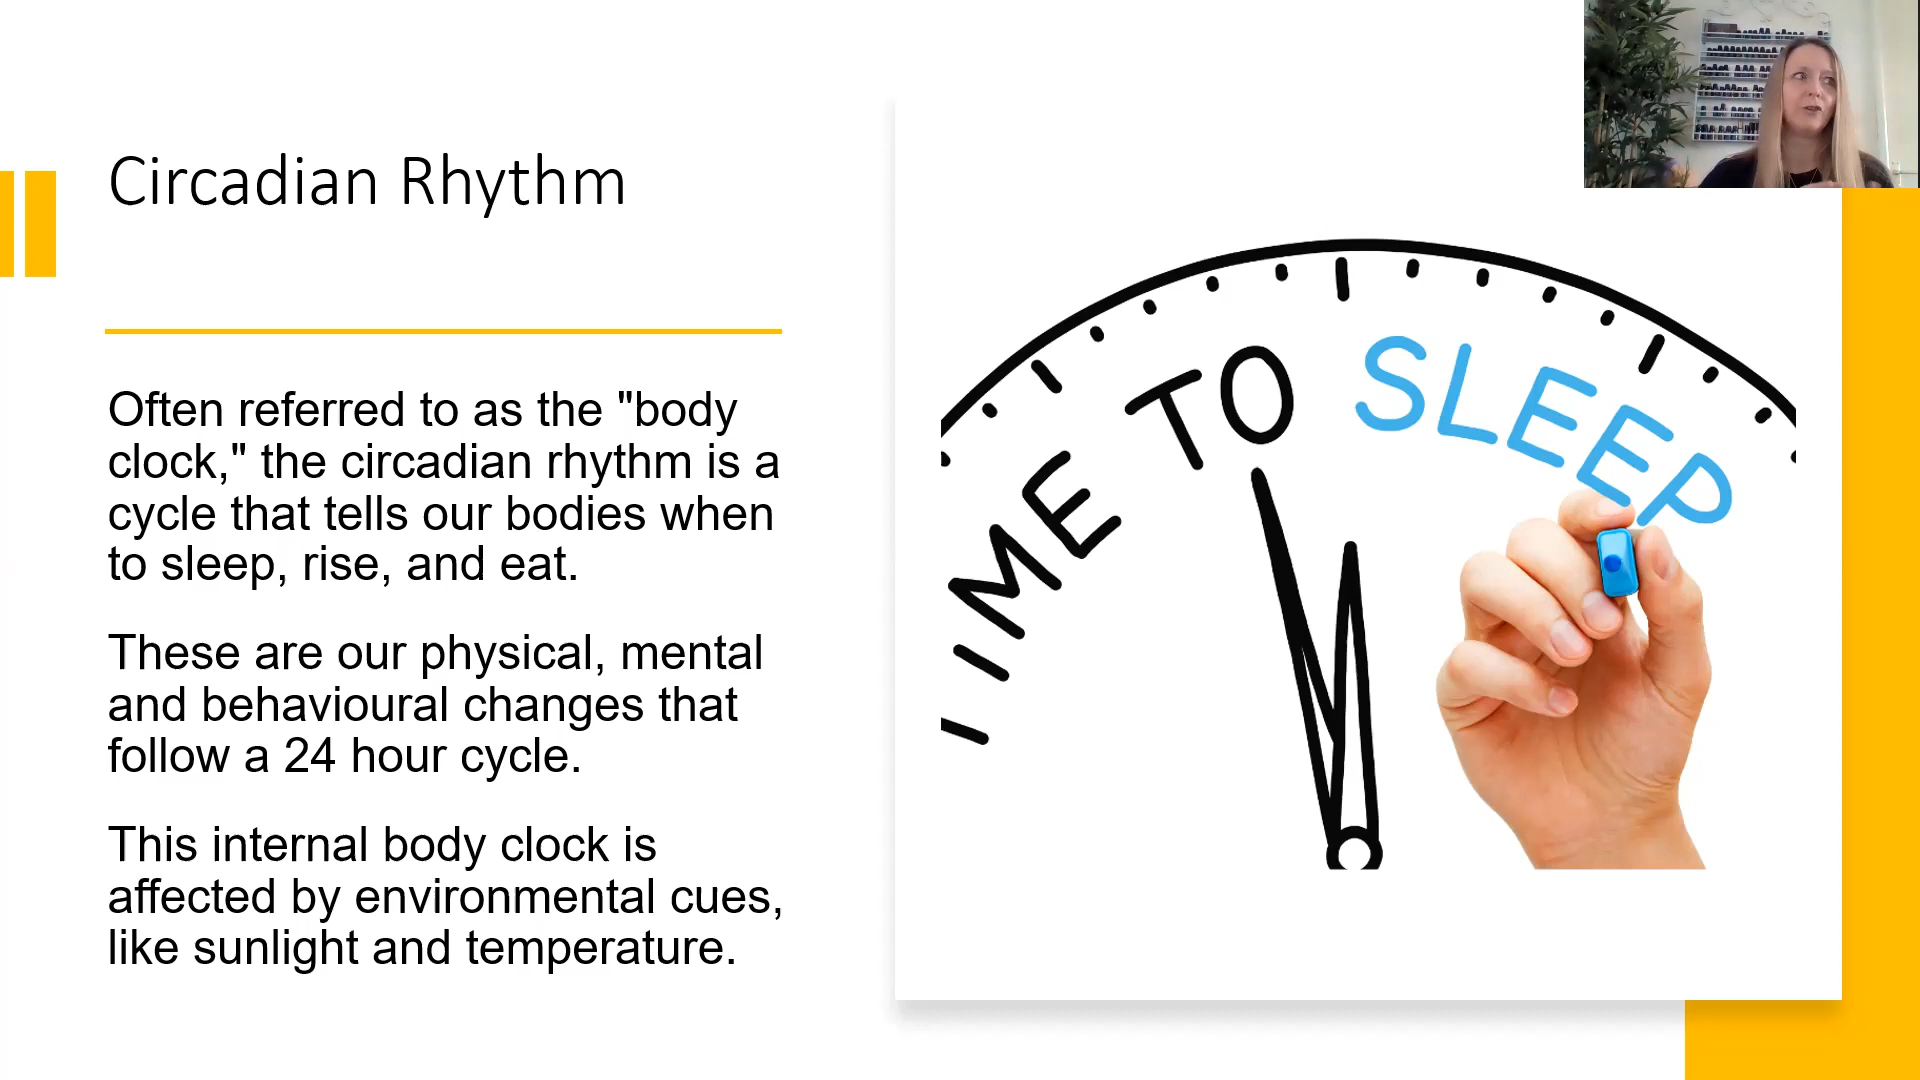 Circadian Rhythm
Often referred to as the "body
clock," the circadian rhythm is a
cycle that tells our bodies when
to sleep, rise, and eat.
These are our physical, mental
and behavioural changes that
follow a 24 hour cycle.
This internal body clock is
affected by environmental cues,
like sunlight and temperature.
TIME TO SLEEP